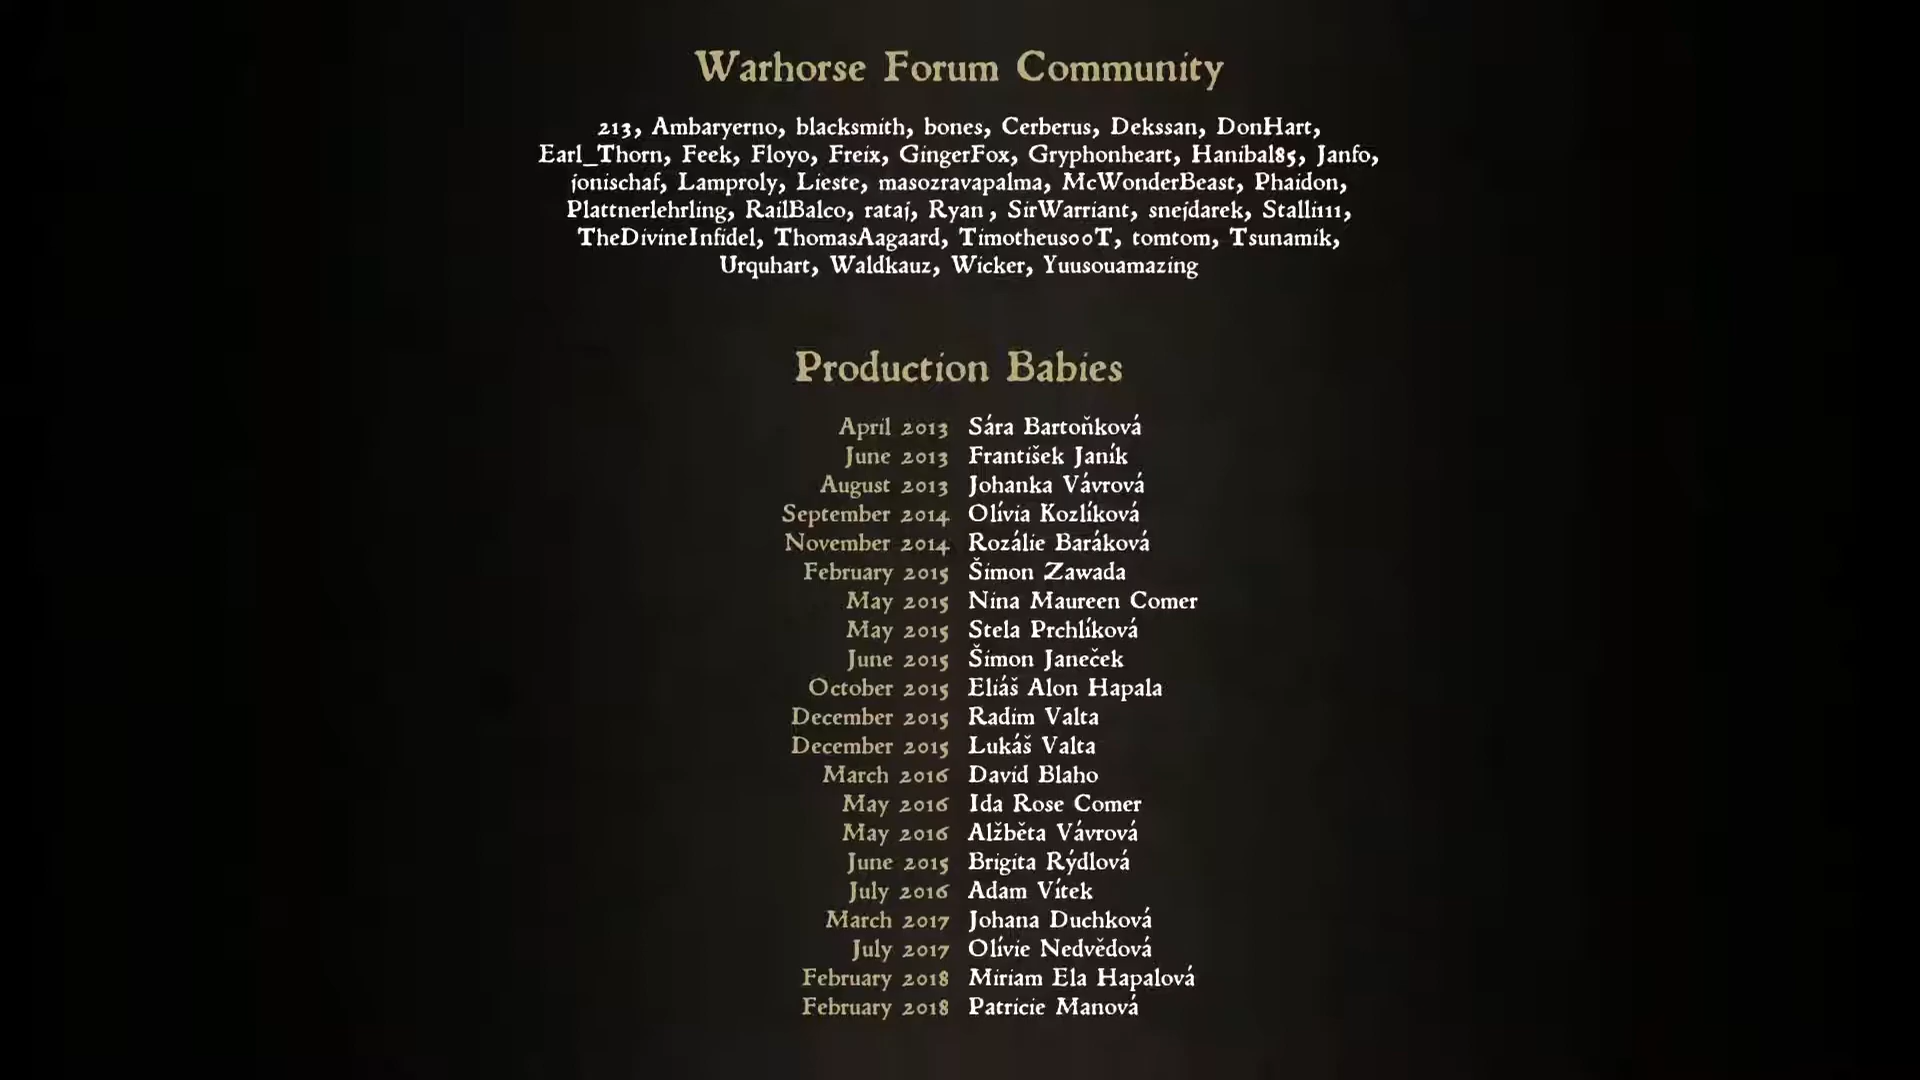 Warhorse Forum Community
213, Ambaryerno, blacksmith, bones, Cerberus, Dekssan, DonHart,
Earl_Thorn, Feek, Floyo, Freix, GingerFox, Gryphonheart, Hanibal85, Janfo,
jonischaf, Lamproly, Lieste, masozravapalma, McWonderBeast, Phaidon,
Plattnerlehrling, RailBalco, rataj, Ryan , SirWarriant, snejdarek, Stalli111,
TheDivineInfidel, ThomasAagaard, Timotheus00T, tomtom, Tsunamik,
Urquhart, Waldkauz, Wicker, Yuusouamazing
Production Babies
April 2013 Sára Bartoňková
June 2013 František Janík
August 2013 Johanka Vávrová
September 2014 Olívia Kozlíková
November 2014 Rozálie Baráková
February 2015 Šimon Zawada
May 2015 Nina Maureen Comer
May 2015 Stela Prchlíková
June 2015 Šimon Janeček
October 2015 Eliáš Alon Hapala
December 2015 Radim Valta
December 2015 Lukáš Valta
March 2016 David Blaho
May 2016 Ida Rose Comer
May 2016 Alžběta Vávrová
June 2015 Brigita Rýdlová
July 2016 Adam Vítek
March 2017 Johana Duchková
July 2017 Olívie Nedvědová
February 2018 Miriam Ela Hapalová
February 2018 Patricie Manová